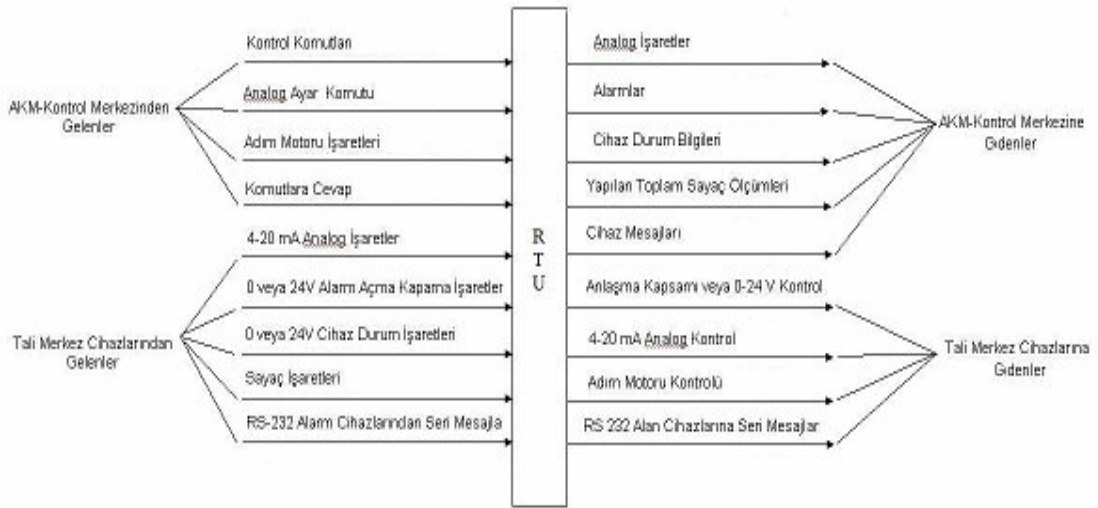 Kontrol Komutları
Analog Ayar Komutu
Adım Motoru İşaretleri
Komutlara Cevap
AKM-Kontrol Merkezinden
Gelenler
4-20 mA Analog İşaretler
0 veya 24V Alarm Açma Kapama İşaretler
0 veya 24V Cihaz Durum İşaretleri
Sayaç İşaretleri
RS-232 Alarm Cihazlarından Seri Mesajla
Tali Merkez Cihazlarından
Gelenler
R
T
U
Analog İşaretler
Alarmlar
Cihaz Durum Bilgileri
Yapılan Toplam Sayaç Ölçümleri
Cihaz Mesajları
AKM-Kontrol Merkezine
Gidenler
Anlaşma Kapsamı veya 0-24 V Kontrol
4-20 mA Analog Kontrol
Adım Motoru Kontrolü
RS 232 Alan Cihazlarına Seri Mesajlar
Tali Merkez Cihazlarına
Gidenler